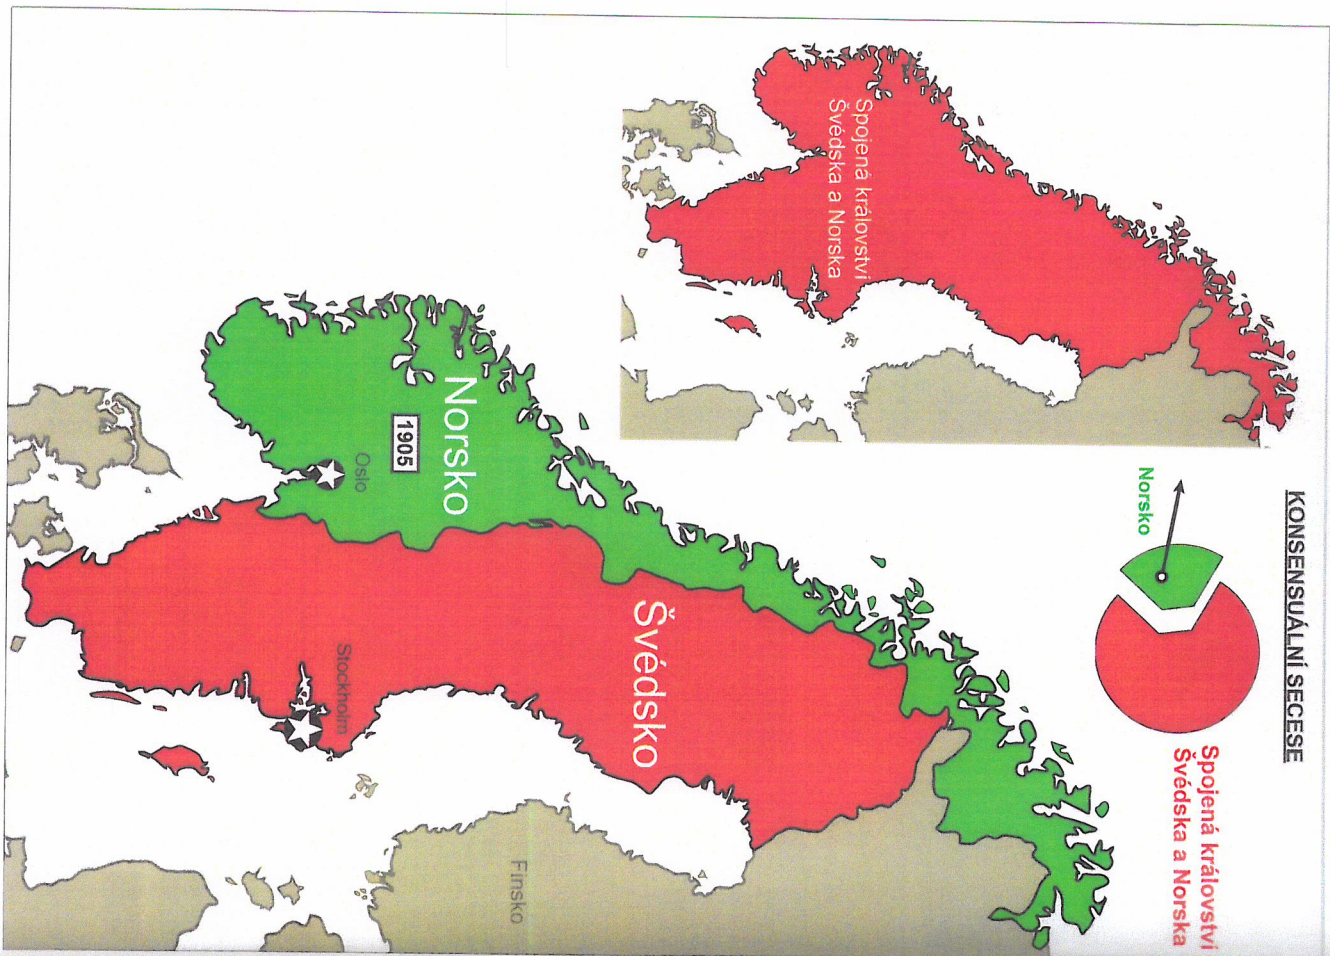 KONSENSUÁLNÍ SECESE
Spojená království
Švédska a Norska
Norsko
Spojená království
Švédska a Norska
Norsko
1905
Oslo
Švédsko
Stockholm
Finsko